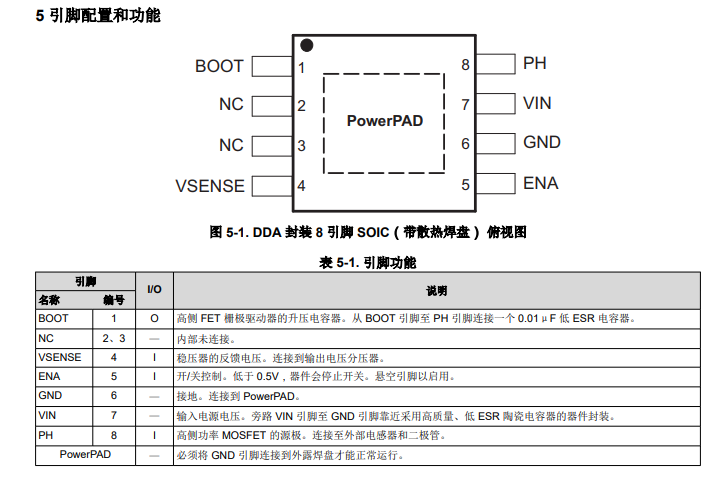 5 引脚配置和功能
BOOT 1 8 PH
NC 2 7 VIN
PowerPAD
NC 3 6 GND
VSENSE 4 5 ENA
图 5-1. DDA 封装 8 引脚 SOIC（带散热焊盘） 俯视图
表 5-1. 引脚功能
引脚 I/O 说明
名称 编号
BOOT 1 O 高侧 FET 栅极驱动器的升压电容器。从 BOOT 引脚至 PH 引脚连接一个 0.01 μF 低 ESR 电容器。
NC 2、3 — 内部未连接。
VSENSE 4 I 稳压器的反馈电压。连接到输出电压分压器。
ENA 5 I 开/关控制。低于 0.5V，器件会停止开关。悬空引脚以启用。
GND 6 — 接地。连接到 PowerPAD。
VIN 7 — 输入电源电压。旁路 VIN 引脚至 GND 引脚靠近采用高质量、低 ESR 陶瓷电容器的器件封装。
PH 8 I 高侧功率 MOSFET 的源极。连接至外部电感器和二极管。
PowerPAD — 必须将 GND 引脚连接到外露焊盘才能正常运行。